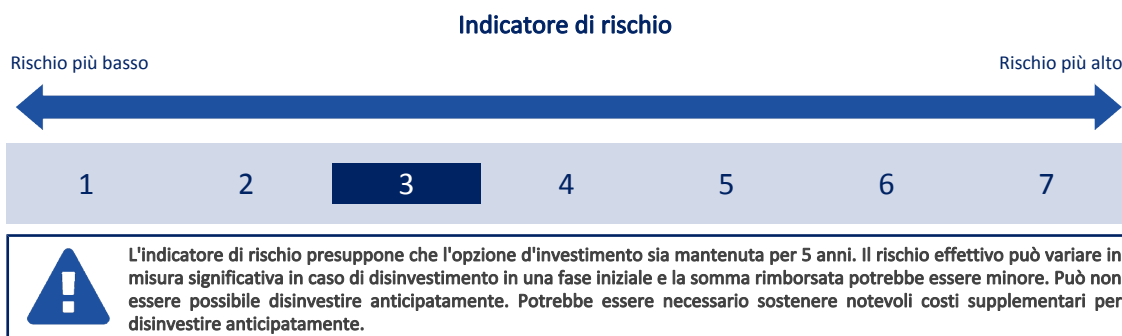 Indicatore di rischio
Rischio più basso
Rischio più alto
1 2 3 4 5 6 7
L'indicatore di rischio presuppone che l'opzione d'investimento sia mantenuta per 5 anni. Il rischio effettivo può variare in
misura significativa in caso di disinvestimento in una fase iniziale e la somma rimborsata potrebbe essere minore. Può non
essere possibile disinvestire anticipatamente. Potrebbe essere necessario sostenere notevoli costi supplementari per
disinvestire anticipatamente.